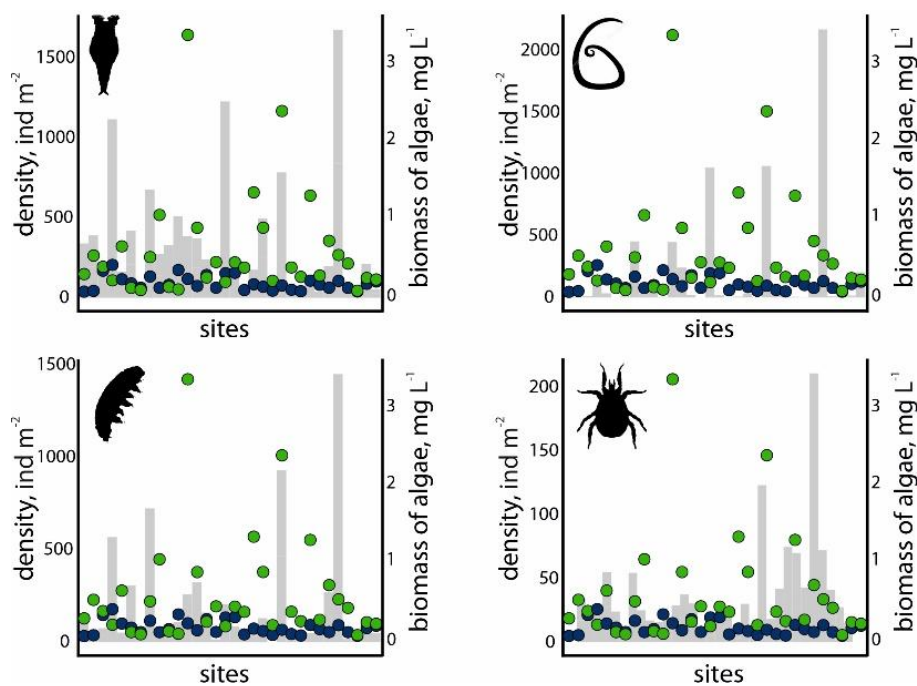 density, ind m⁻²
1500
1000
500
0
3
2
1
0
biomass of algae, mg L⁻¹
sites
density, ind m⁻²
2000
1500
1000
500
0
3
2
1
0
biomass of algae, mg L⁻¹
sites
density, ind m⁻²
1500
1000
500
0
3
2
1
0
biomass of algae, mg L⁻¹
sites
density, ind m⁻²
200
150
100
50
0
3
2
1
0
biomass of algae, mg L⁻¹
sites